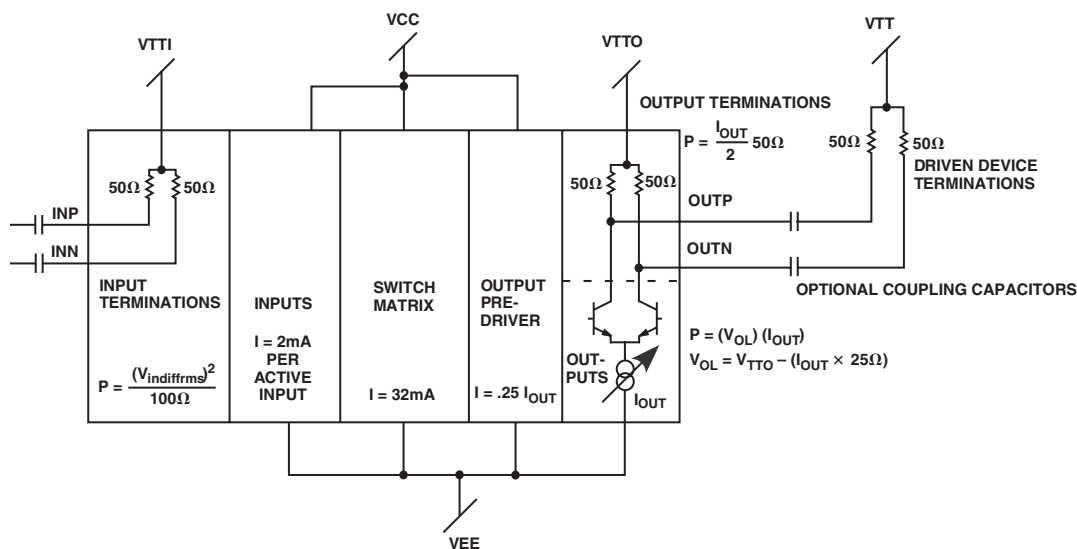 VTTI
VCC
VTTO
VTT
OUTPUT TERMINATIONS
P = I_OUT/2 50Ω
50Ω
50Ω
50Ω
50Ω
50Ω
50Ω
DRIVEN DEVICE
TERMINATIONS
INP
INN
OUTP
OUTN
OPTIONAL COUPLING CAPACITORS
INPUT
TERMINATIONS
P = (V_indiffrms)²/100Ω
INPUTS
I = 2mA
PER
ACTIVE
INPUT
SWITCH
MATRIX
I = 32mA
OUTPUT
PRE-
DRIVER
I = .25 I_OUT
OUT-
PUTS
I_OUT
P = (V_OL) (I_OUT)
V_OL = V_TTO – (I_OUT × 25Ω)
VEE